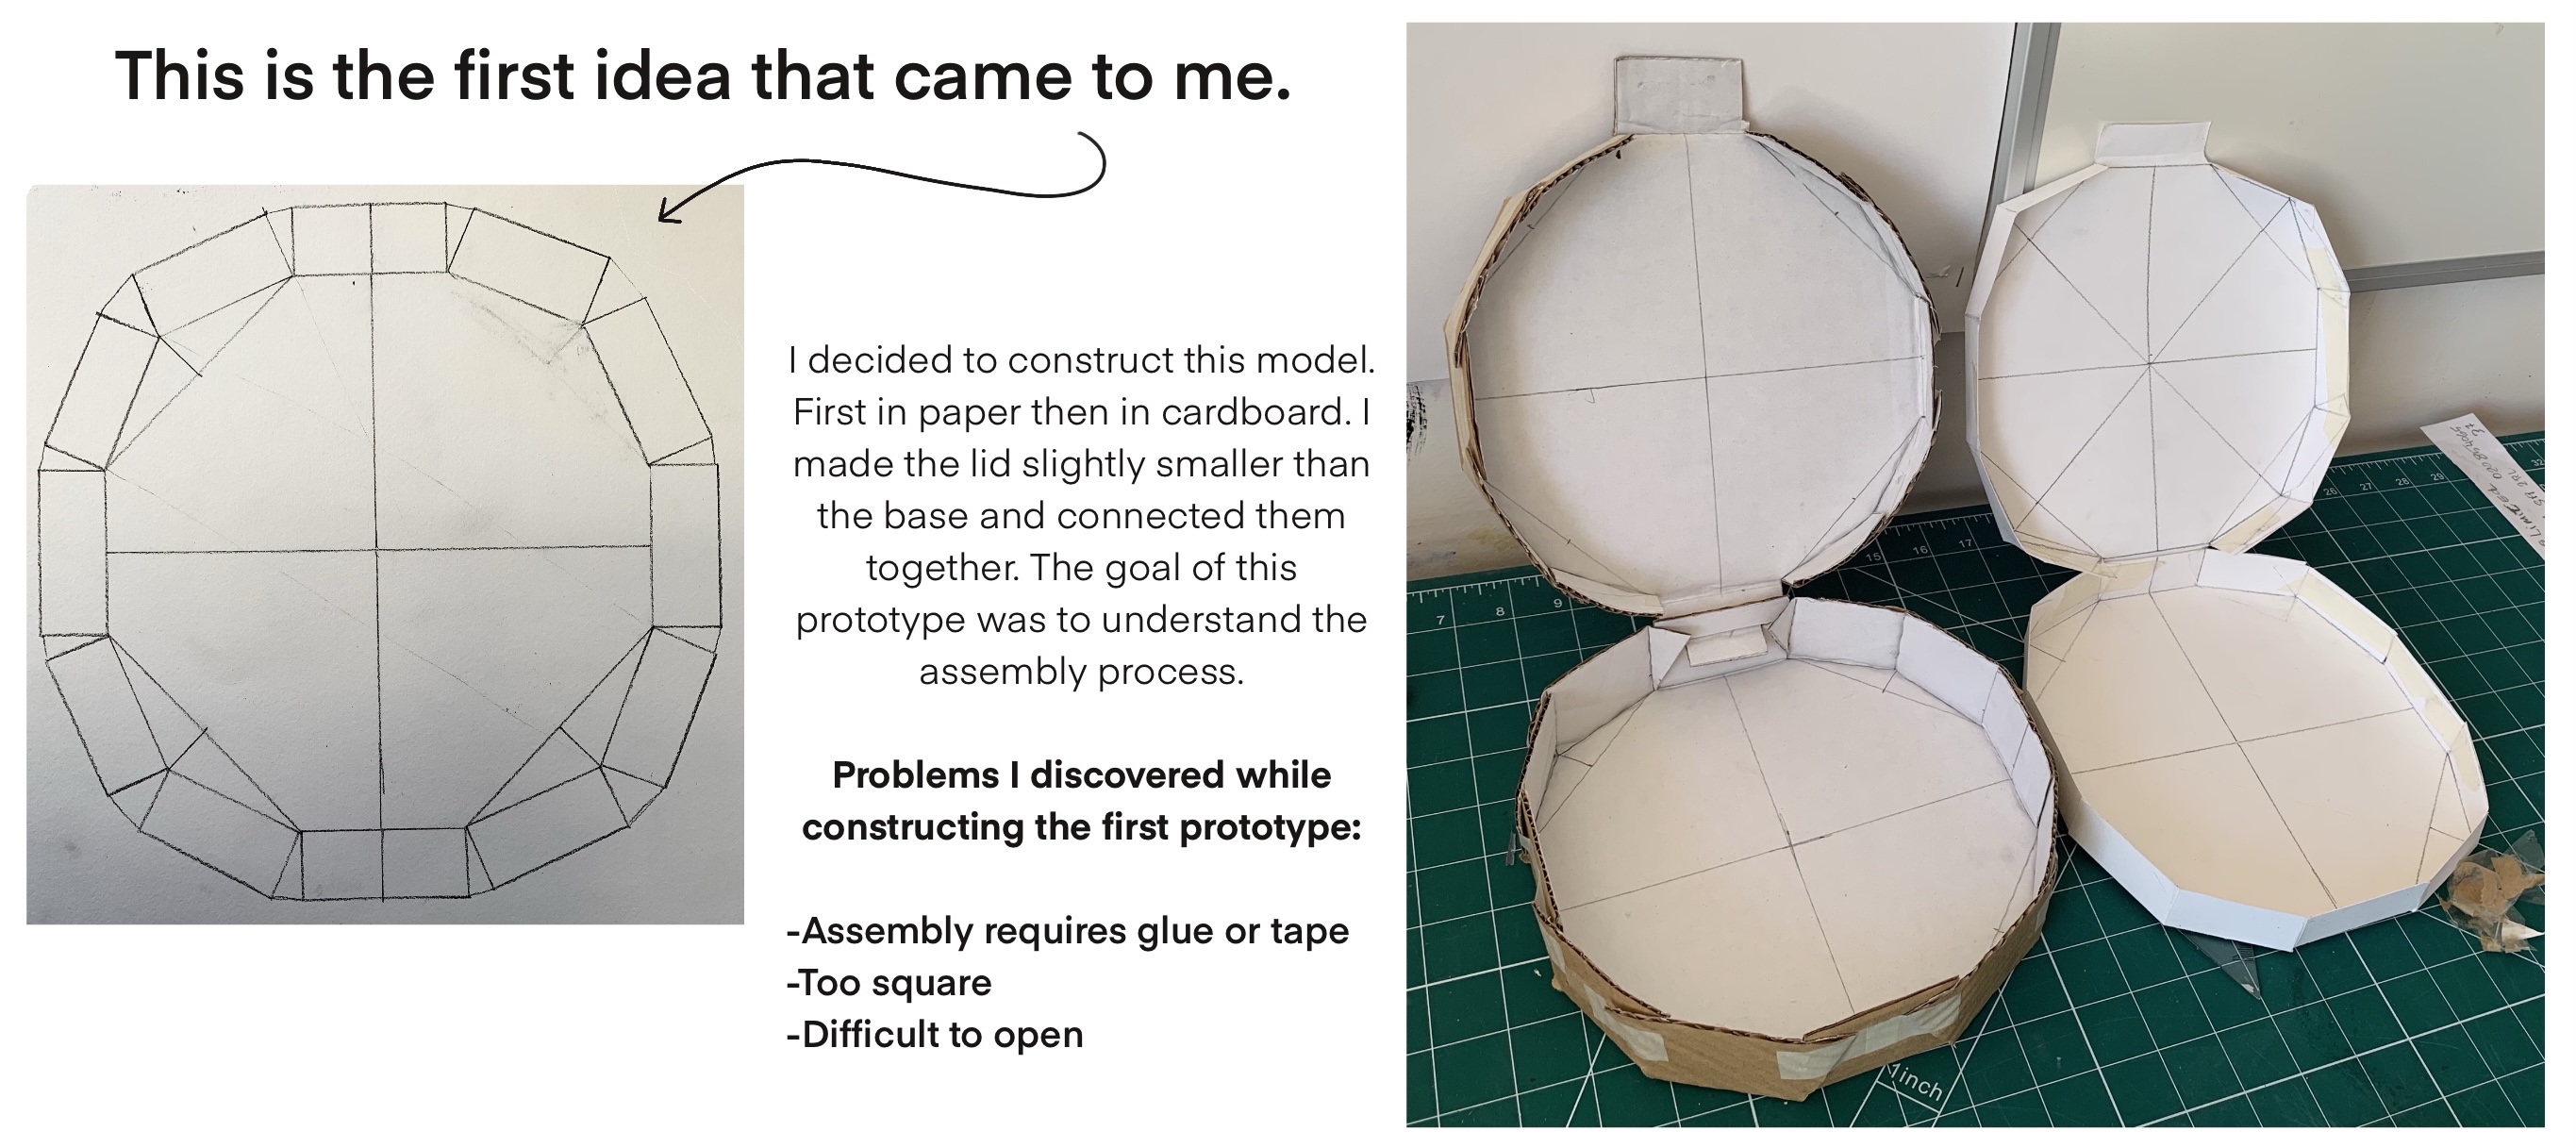 This is the first idea that came to me.
I decided to construct this model.
First in paper then in cardboard. I
made the lid slightly smaller than
the base and connected them
together. The goal of this
prototype was to understand the
assembly process.
Problems I discovered while
constructing the first prototype:
-Assembly requires glue or tape
-Too square
-Difficult to open
7
8
9
15
16
17
26
27
28
29
32
1inch